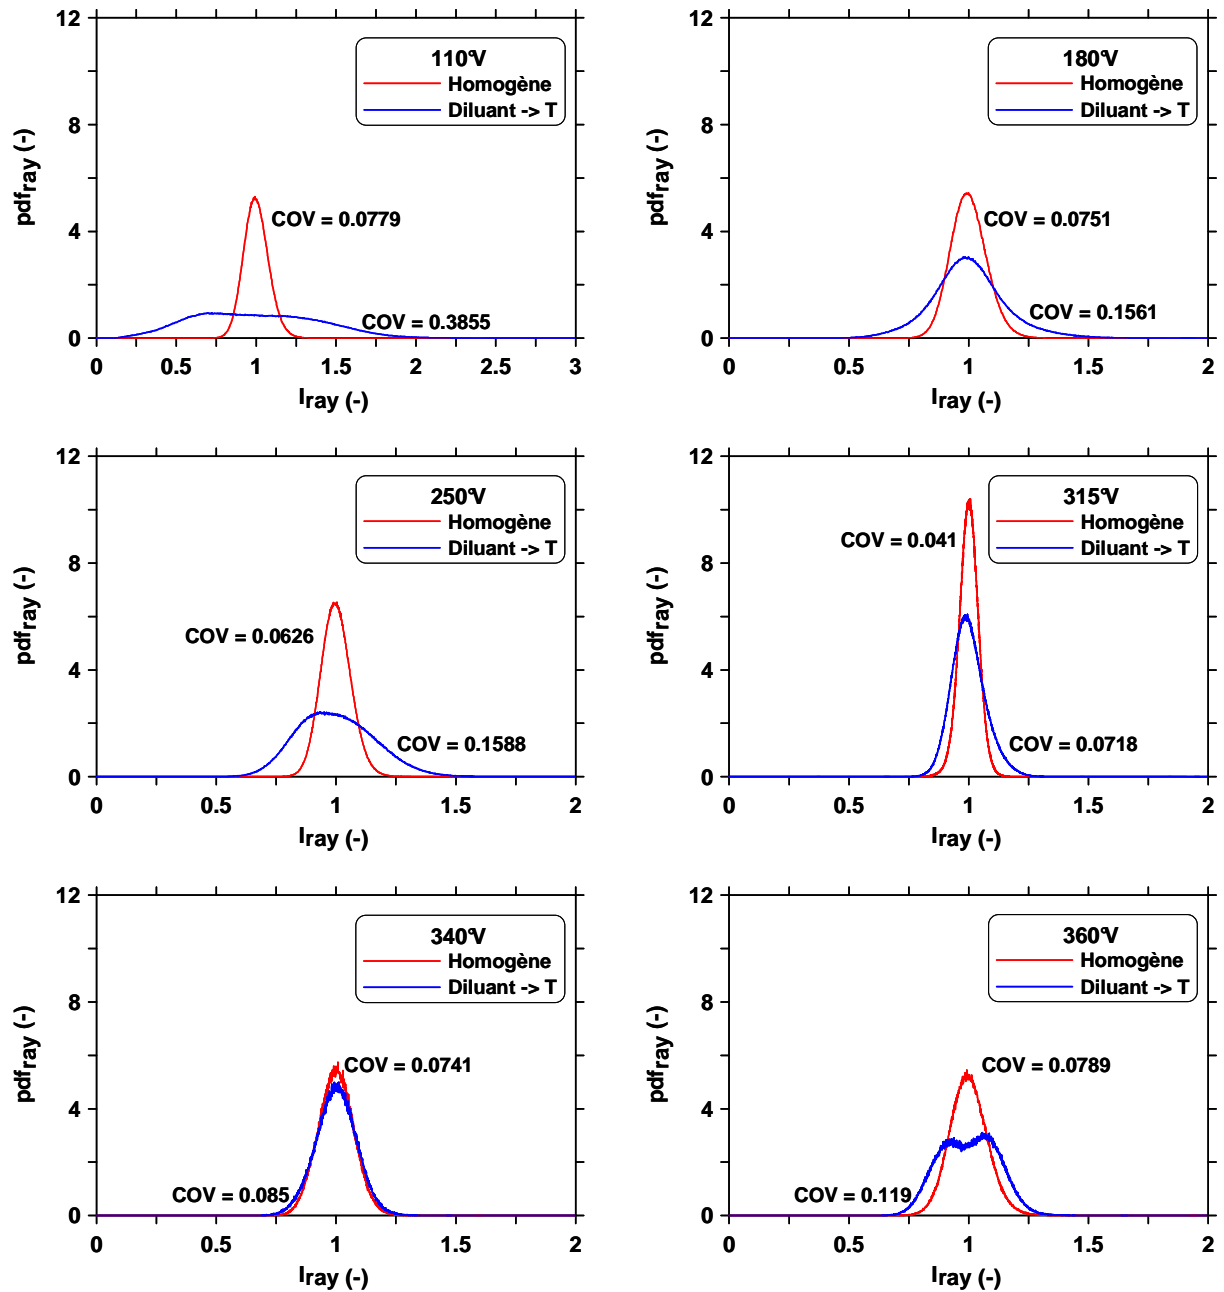 12
8
4
0
pdfray (-)
110°V
Homogène
Diluant -> T
COV = 0.0779
COV = 0.3855
0 0.5 1 1.5 2 2.5 3
Iray (-)
12
8
4
0
pdfray (-)
180°V
Homogène
Diluant -> T
COV = 0.0751
COV = 0.1561
0 0.5 1 1.5 2
Iray (-)
12
8
4
0
pdfray (-)
250°V
Homogène
Diluant -> T
COV = 0.0626
COV = 0.1588
0 0.5 1 1.5 2
Iray (-)
12
8
4
0
pdfray (-)
315°V
Homogène
Diluant -> T
COV = 0.041
COV = 0.0718
0 0.5 1 1.5 2
Iray (-)
12
8
4
0
pdfray (-)
340°V
Homogène
Diluant -> T
COV = 0.0741
COV = 0.085
0 0.5 1 1.5 2
Iray (-)
12
8
4
0
pdfray (-)
360°V
Homogène
Diluant -> T
COV = 0.0789
COV = 0.119
0 0.5 1 1.5 2
Iray (-)